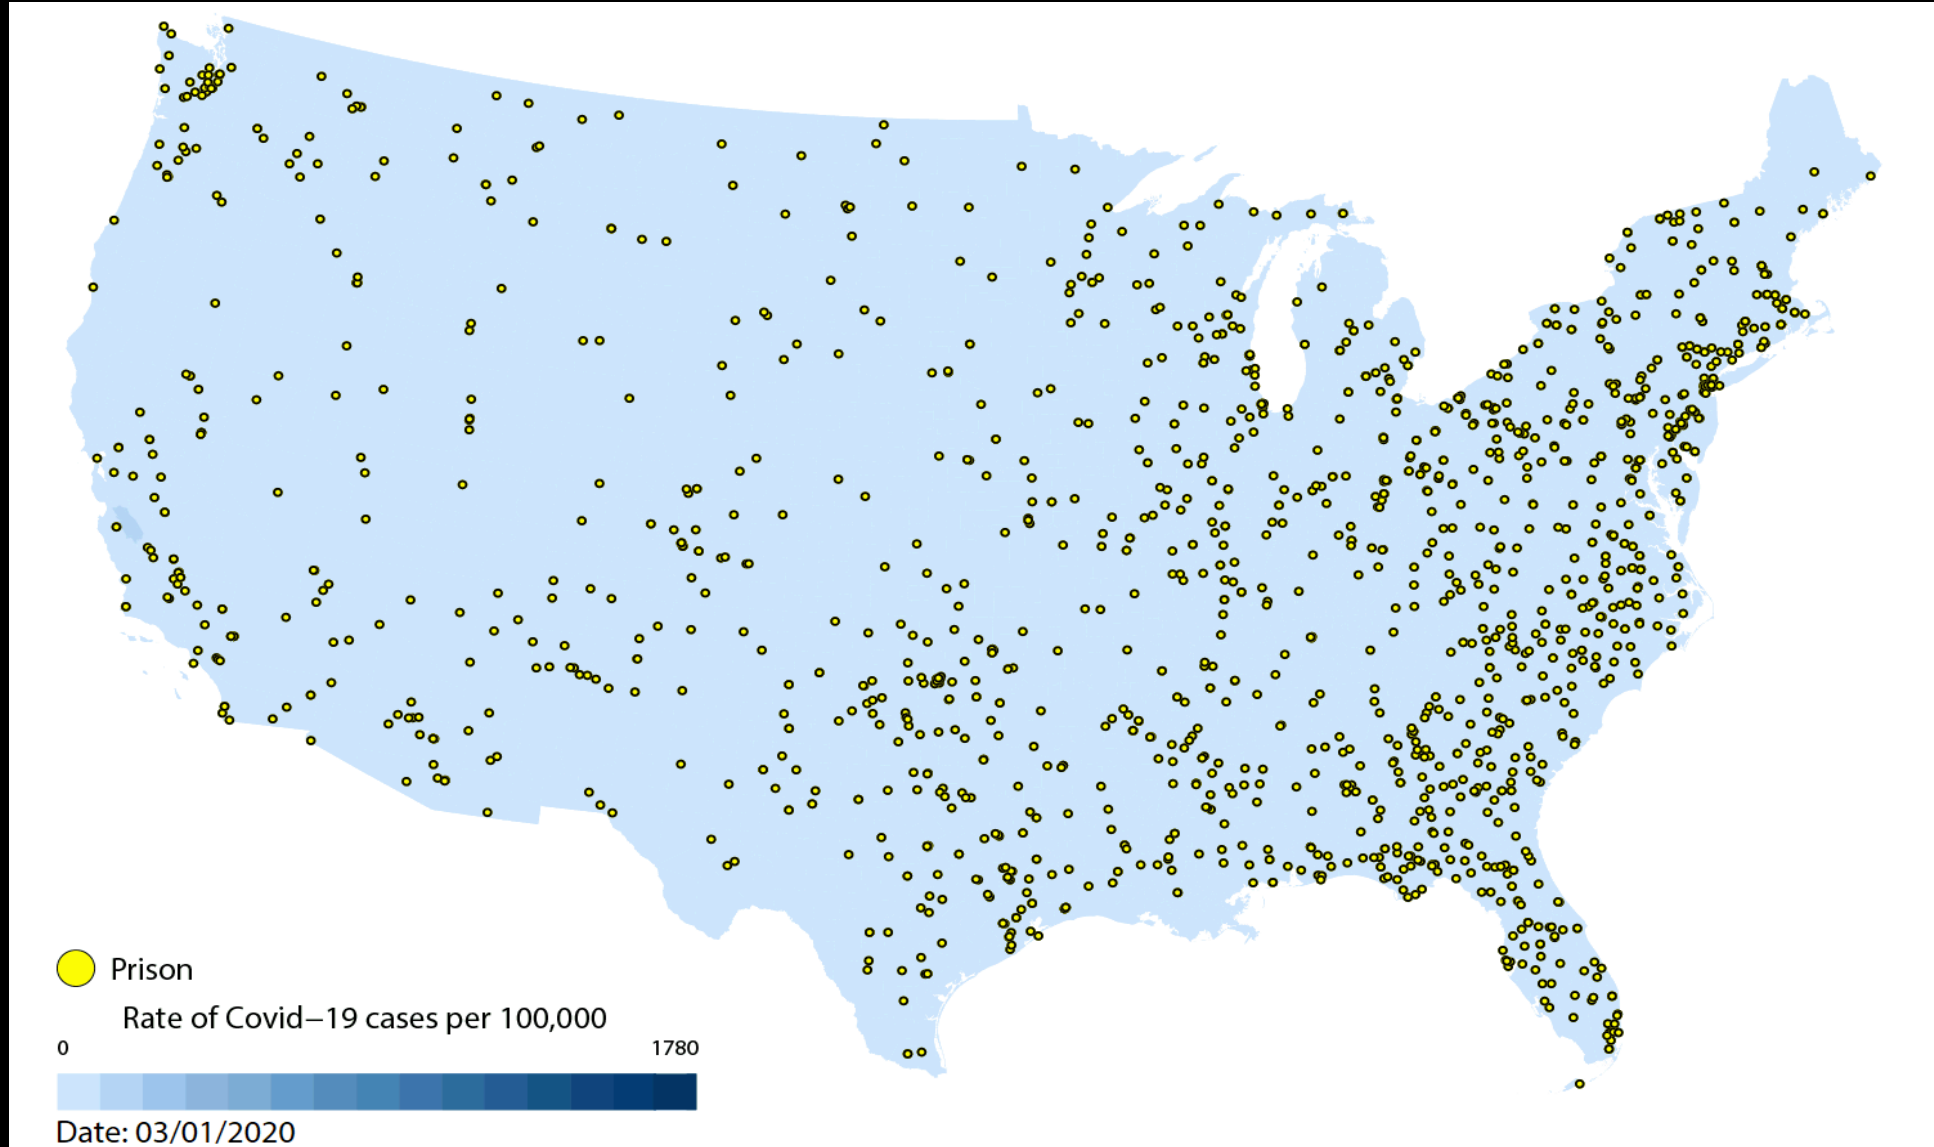 Prison
Rate of Covid–19 cases per 100,000
0 1780
Date: 03/01/2020